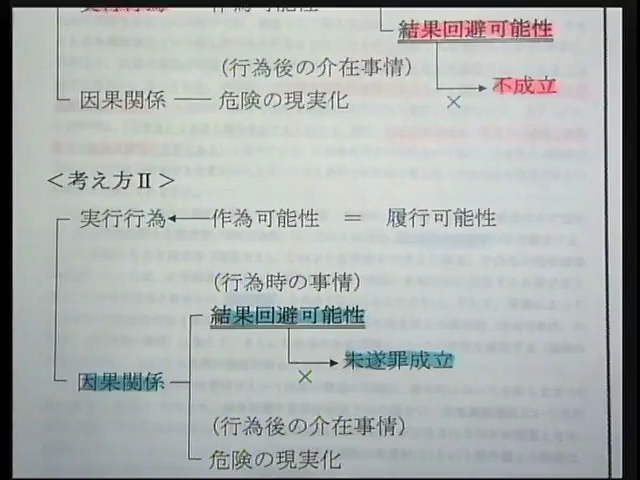 結果回避可能性
(行為後の介在事情)
× 不成立
因果関係 危険の現実化
<考え方Ⅱ>
実行行為 作為可能性 = 履行可能性
(行為時の事情)
結果回避可能性
× 未遂罪成立
因果関係
(行為後の介在事情)
危険の現実化